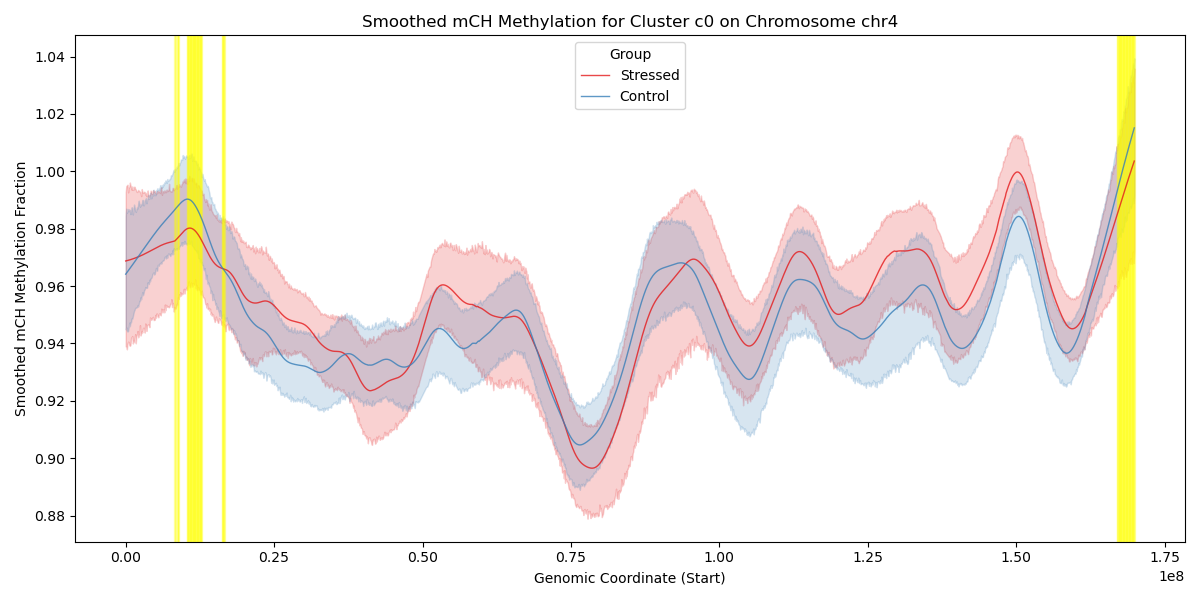 Smoothed mCH Methylation for Cluster c0 on Chromosome chr4
Group
Stressed
Control
Smoothed mCH Methylation Fraction
1.04
1.02
1.00
0.98
0.96
0.94
0.92
0.90
0.88
0.00 0.25 0.50 0.75 1.00 1.25 1.50 1.75
1e8
Genomic Coordinate (Start)